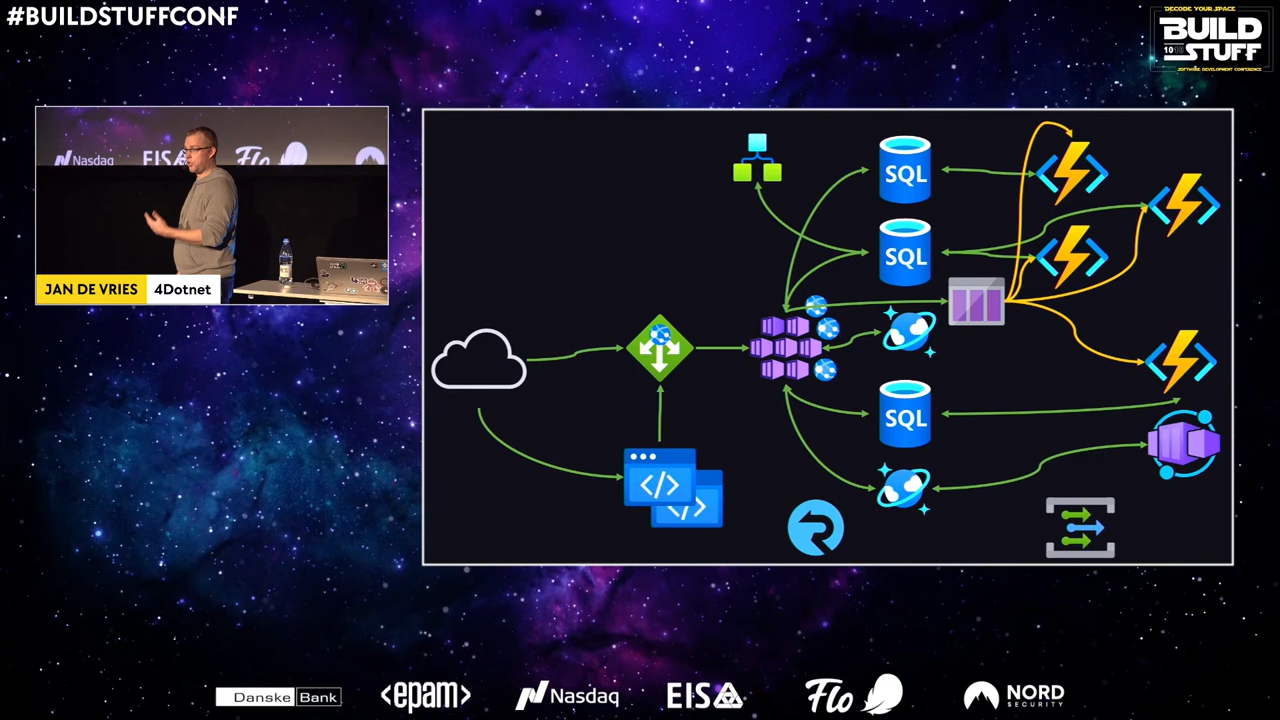 #BUILDSTUFFCONF
DECODE YOUR SPACE
BUILD
STUFF
SOFTWARE DEVELOPMENT CONFERENCE
Nasdaq
EIS
Flo
JAN DE VRIES
4Dotnet
SQL
SQL
SQL
</>
</>
Danske Bank
<epam>
Nasdaq
EIS
Flo
NORD
SECURITY